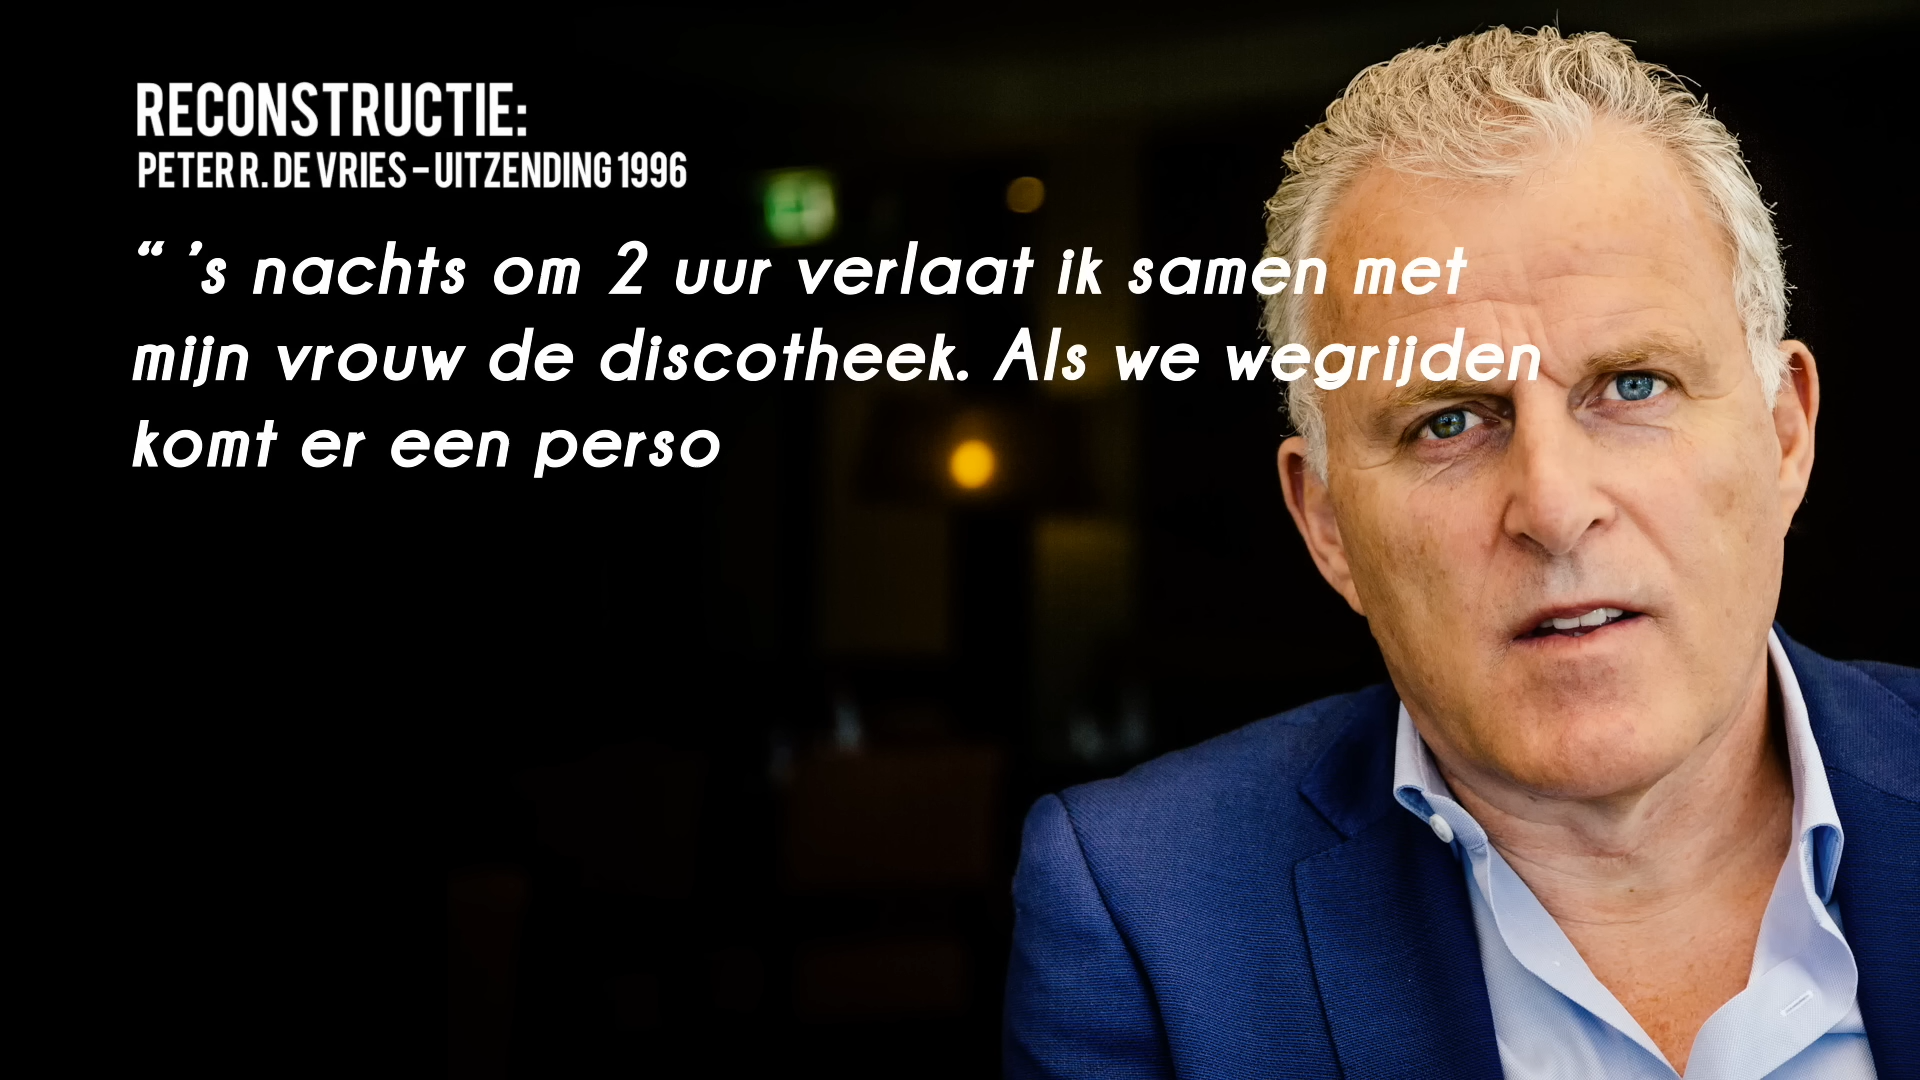 RECONSTRUCTIE:
PETER R. DE VRIES – UITZENDING 1996
“ ’s nachts om 2 uur verlaat ik samen met
mijn vrouw de discotheek. Als we wegrijden
komt er een perso